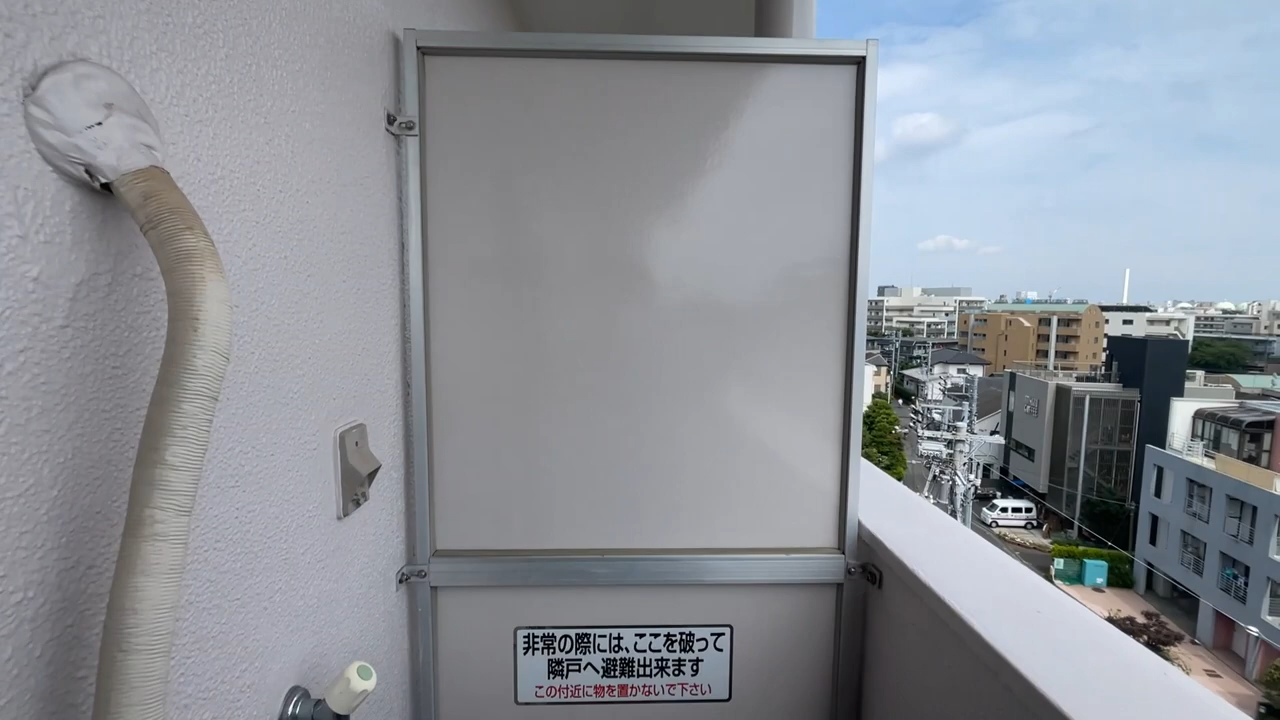 非常の際には、ここを破って
隣戸へ避難出来ます
この付近に物を置かないで下さい